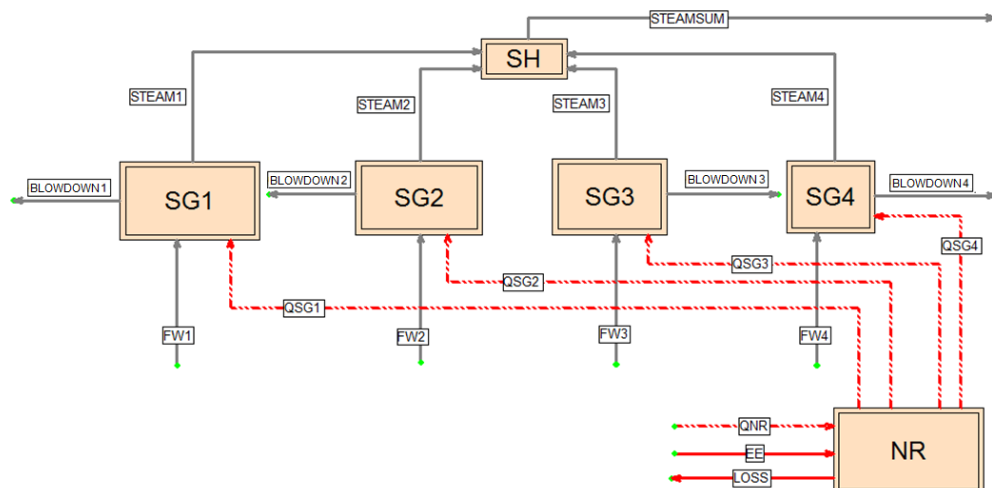 STEAMSUM
SH
STEAM1
STEAM2
STEAM3
STEAM4
BLOWDOWN1
SG1
BLOWDOWN2
SG2
SG3
BLOWDOWN3
SG4
BLOWDOWN4
QSG4
QSG3
QSG2
QSG1
FW1
FW2
FW3
FW4
QNR
EE
LOSS
NR